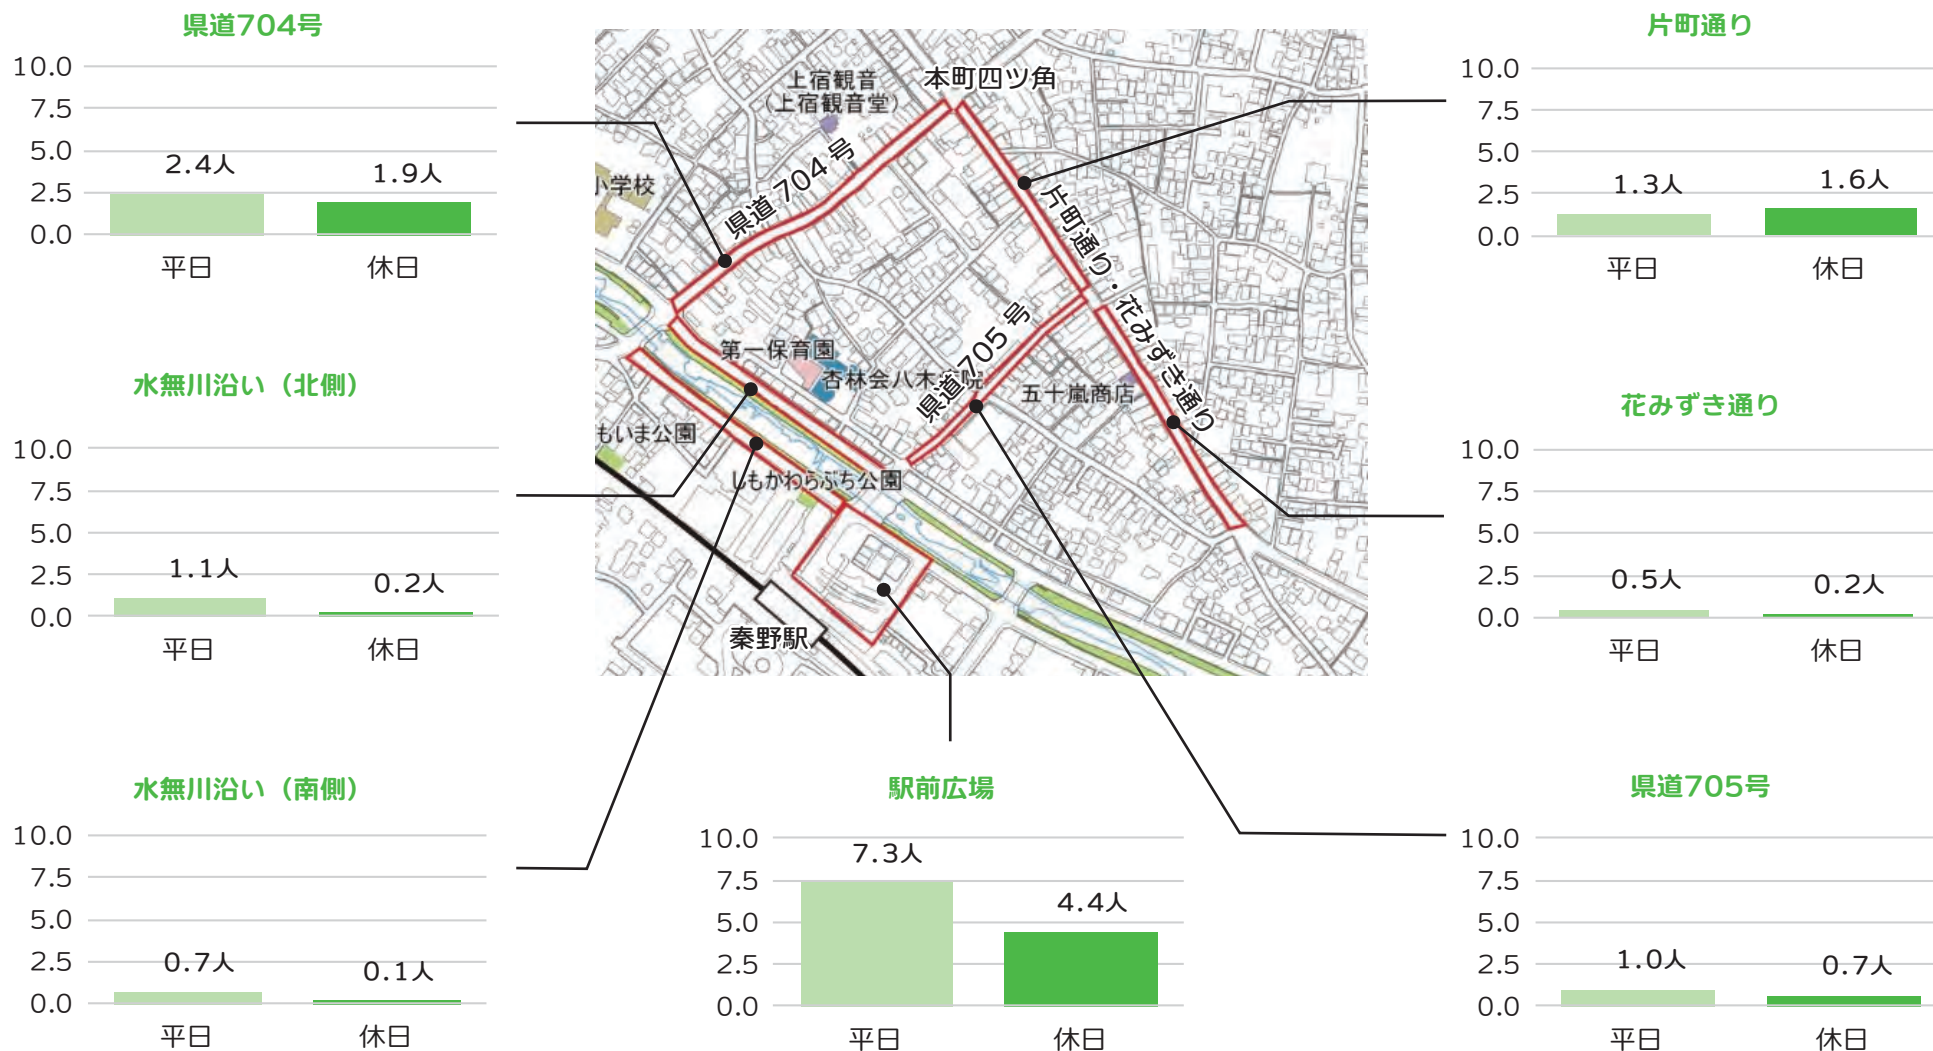 県道704号
10.0
7.5
5.0
2.5
0.0
2.4人
1.9人
平日
休日
水無川沿い（北側）
10.0
7.5
5.0
2.5
0.0
1.1人
0.2人
平日
休日
水無川沿い（南側）
10.0
7.5
5.0
2.5
0.0
0.7人
0.1人
平日
休日
上宿観音
（上宿観音堂）
本町四ツ角
小学校
県道704号
片町通り・花みずき通り
第一保育園
杏林会八木病院
県道705号
五十嵐商店
もいま公園
しもかわらぶち公園
秦野駅
駅前広場
10.0
7.5
5.0
2.5
0.0
7.3人
4.4人
平日
休日
片町通り
10.0
7.5
5.0
2.5
0.0
1.3人
1.6人
平日
休日
花みずき通り
10.0
7.5
5.0
2.5
0.0
0.5人
0.2人
平日
休日
県道705号
10.0
7.5
5.0
2.5
0.0
1.0人
0.7人
平日
休日